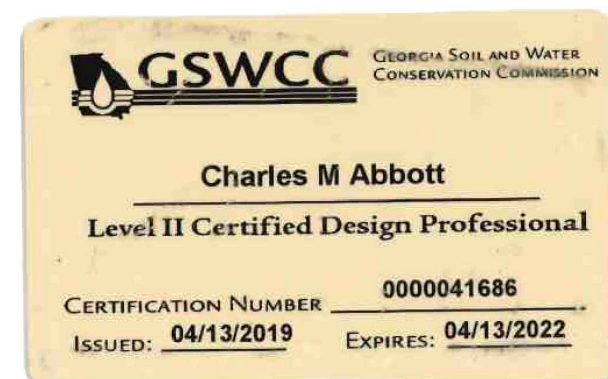 GSWCC
GEORGIA SOIL AND WATER
CONSERVATION COMMISSION
Charles M Abbott
Level II Certified Design Professional
CERTIFICATION NUMBER 0000041686
ISSUED: 04/13/2019 EXPIRES: 04/13/2022